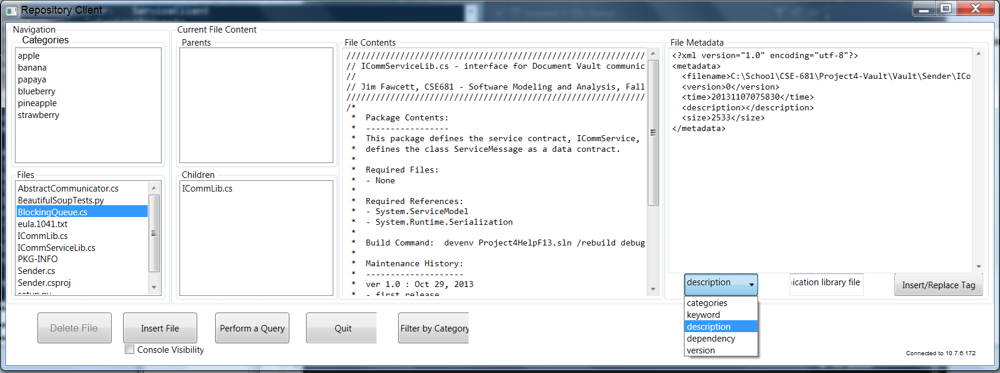 Repository Client
ServiceClient
Navigation
Categories
apple
banana
papaya
blueberry
pineapple
strawberry
Files
AbstractCommunicator.cs
BeautifulSoupTests.py
BlockingQueue.cs
eula.1041.txt
ICommLib.cs
ICommServiceLib.cs
PKG-INFO
Sender.cs
Sender.csproj
setup.py
Current File Content
Parents
Children
ICommLib.cs
File Contents
/////////////////////////////////////////////////////////////
// ICommServiceLib.cs - interface for Document Vault communic
//
// Jim Fawcett, CSE681 - Software Modeling and Analysis, Fall
/////////////////////////////////////////////////////////////
/*
*  Package Contents:
*  -----------------
*  This package defines the service contract, ICommService,
*  defines the class ServiceMessage as a data contract.
*
*  Required Files:
*  - None
*
*  Required References:
*  - System.ServiceModel
*  - System.Runtime.Serialization
*
*  Build Command:  devenv Project4HelpF13.sln /rebuild debug
*
*  Maintenance History:
*  --------------------
*  ver 1.0 : Oct 29, 2013
*  - first release
File Metadata
<?xml version="1.0" encoding="utf-8"?>
<metadata>
<filename>C:\School\CSE-681\Project4-Vault\Vault\Sender\ICo
<version>0</version>
<time>20131107075830</time>
<description></description>
<size>2533</size>
</metadata>
description
ication library file
Insert/Replace Tag
categories
keyword
description
dependency
version
Delete File
Insert File
Perform a Query
Quit
Filter by Category
Console Visibility
Connected to 10.7.6.172